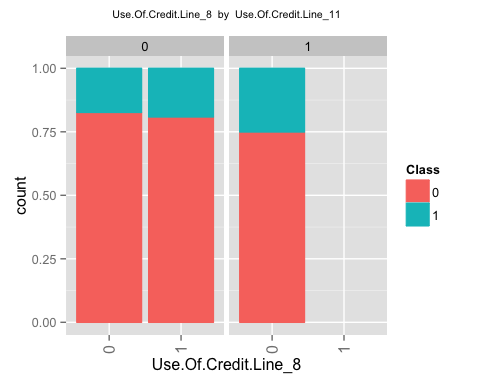 Use.Of.Credit.Line_8 by Use.Of.Credit.Line_11
0 1
1.00
0.75
0.50
0.25
0.00
count
0 1 0 1
Use.Of.Credit.Line_8
Class
0
1